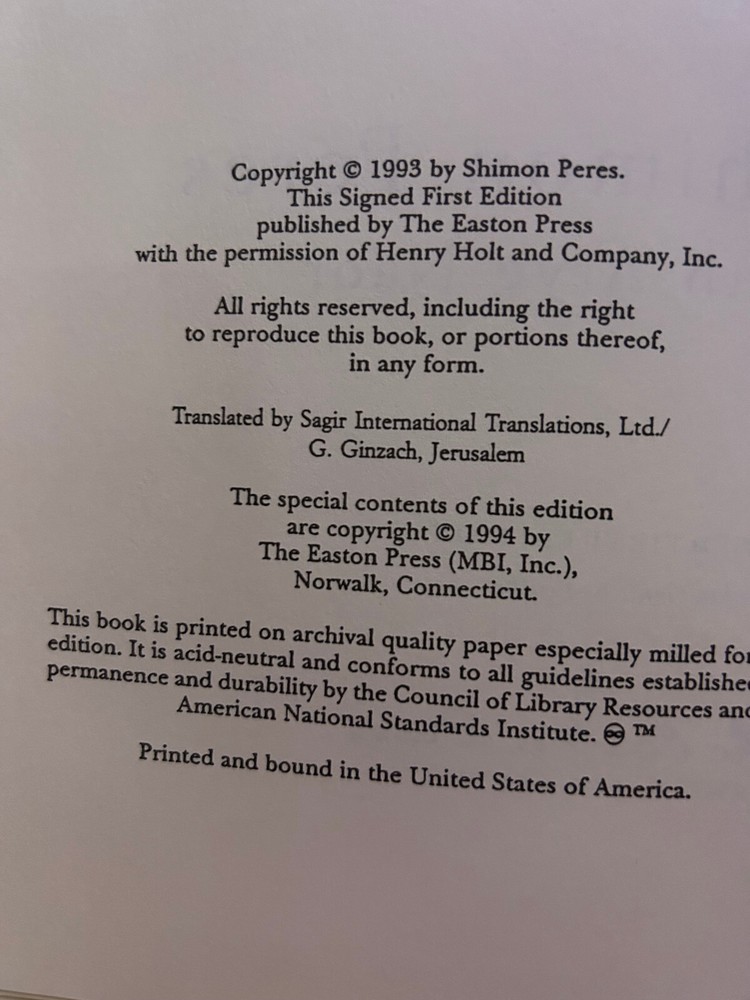 Copyright © 1993 by Shimon Peres.
This Signed First Edition
published by The Easton Press
with the permission of Henry Holt and Company, Inc.
All rights reserved, including the right
to reproduce this book, or portions thereof,
in any form.
Translated by Sagir International Translations, Ltd./
G. Ginzach, Jerusalem
The special contents of this edition
are copyright © 1994 by
The Easton Press (MBI, Inc.),
Norwalk, Connecticut.
This book is printed on archival quality paper especially milled for
edition. It is acid-neutral and conforms to all guidelines establishe
permanence and durability by the Council of Library Resources and
American National Standards Institute. ♾ ™
Printed and bound in the United States of America.